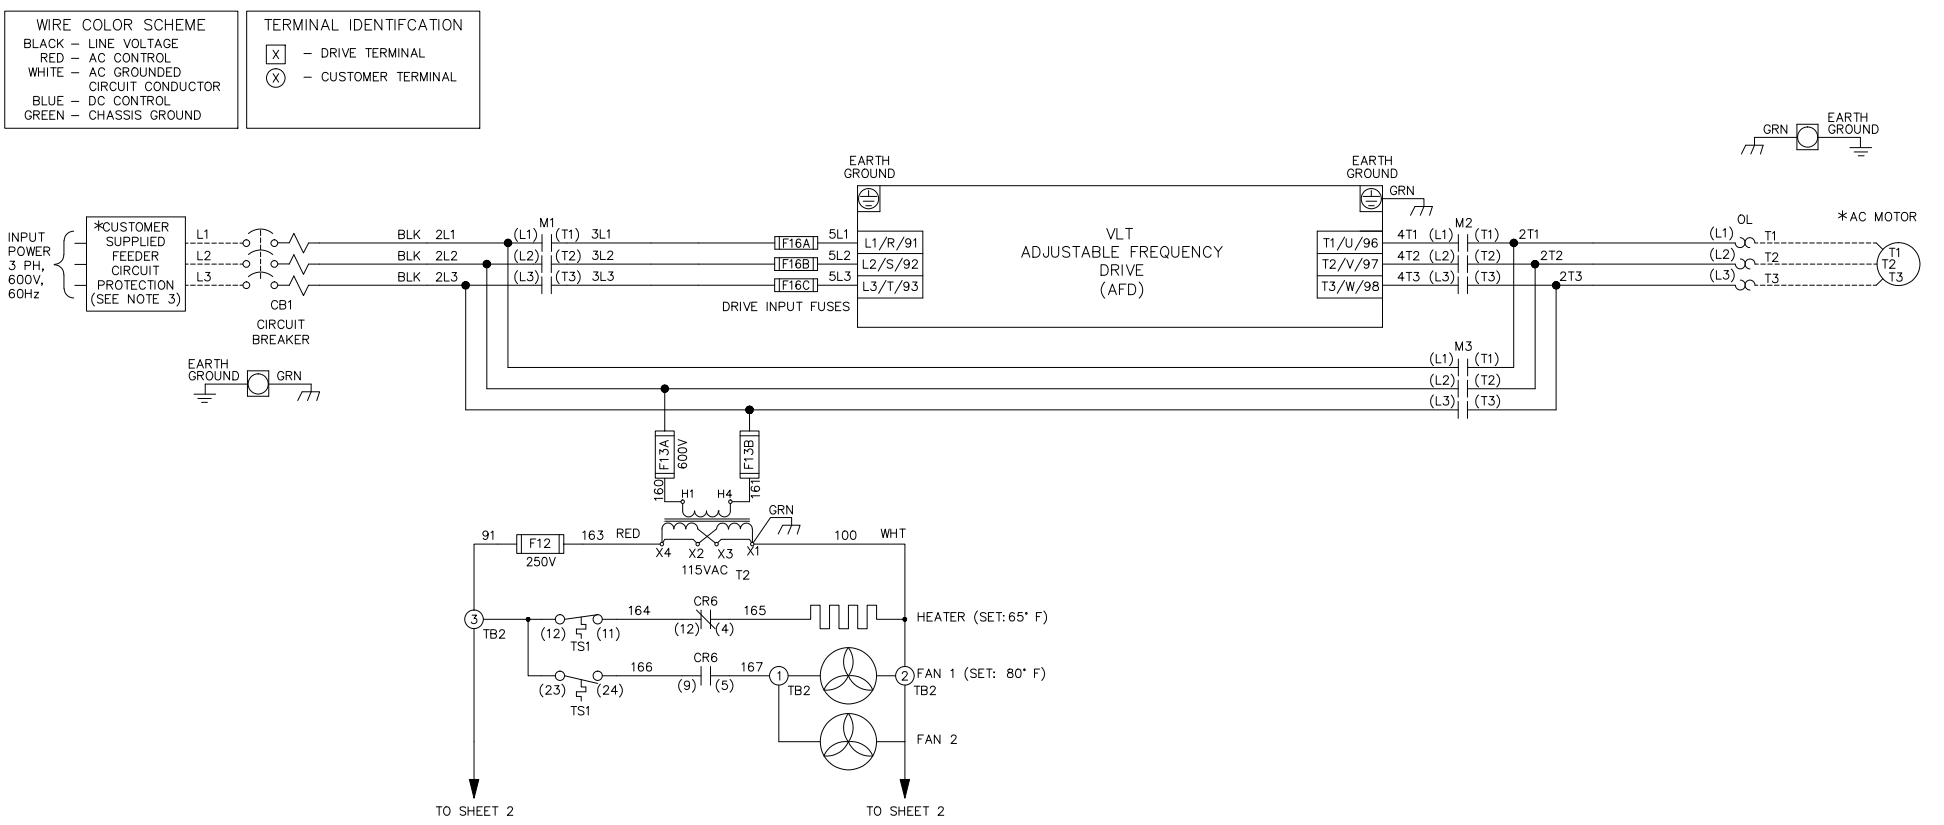 WIRE COLOR SCHEME
BLACK – LINE VOLTAGE
RED – AC CONTROL
WHITE – AC GROUNDED
CIRCUIT CONDUCTOR
BLUE – DC CONTROL
GREEN – CHASSIS GROUND
TERMINAL IDENTIFCATION
X – DRIVE TERMINAL
X – CUSTOMER TERMINAL
GRN
EARTH
GROUND
INPUT
POWER
3 PH,
600V,
60Hz
*CUSTOMER
SUPPLIED
FEEDER
CIRCUIT
PROTECTION
(SEE NOTE 3)
L1
L2
L3
CB1
CIRCUIT
BREAKER
BLK 2L1
BLK 2L2
BLK 2L3
M1
(L1) (T1) 3L1
(L2) (T2) 3L2
(L3) (T3) 3L3
F16A
F16B
F16C
5L1
5L2
5L3
DRIVE INPUT FUSES
EARTH
GROUND
L1/R/91
L2/S/92
L3/T/93
VLT
ADJUSTABLE FREQUENCY
DRIVE
(AFD)
EARTH
GROUND
GRN
T1/U/96
T2/V/97
T3/W/98
M2
4T1 (L1) (T1) 2T1
4T2 (L2) (T2) 2T2
4T3 (L3) (T3) 2T3
OL
(L1) T1
(L2) T2
(L3) T3
*AC MOTOR
T1
T2
T3
EARTH
GROUND
GRN
M3
(L1) (T1)
(L2) (T2)
(L3) (T3)
F13A
600V
F13B
160
161
H1 H4
GRN
91
F12
250V
163 RED
X4 X2 X3 X1
115VAC T2
100 WHT
3
TB2
(12) (11)
TS1
164
CR6
(12) (4)
165
HEATER (SET:65° F)
(23) (24)
TS1
166
CR6
(9) (5)
167
1
TB2
2
TB2
FAN 1 (SET: 80° F)
FAN 2
TO SHEET 2
TO SHEET 2